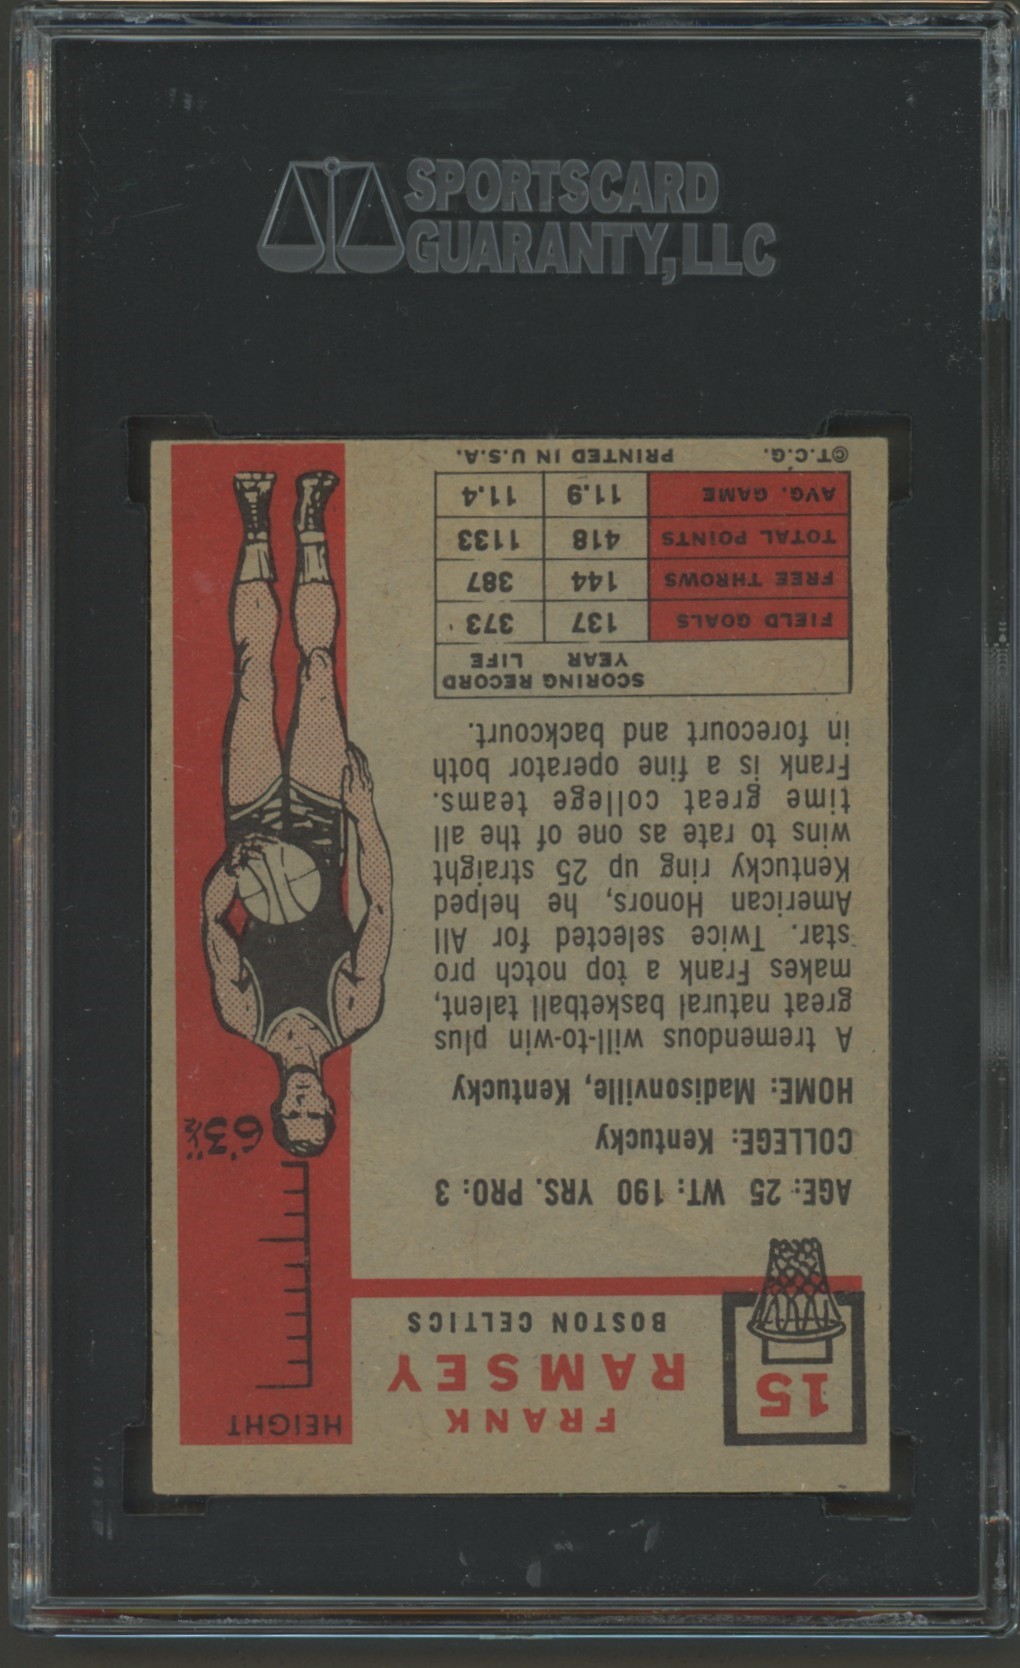 SPORTSCARD
GUARANTY, LLC
15
FRANK
RAMSEY
BOSTON CELTICS
HEIGHT
6'3½"
AGE: 25 WT: 190 YRS. PRO: 3
COLLEGE: Kentucky
HOME: Madisonville, Kentucky
A tremendous will-to-win plus
great natural basketball talent,
makes Frank a top notch pro
star. Twice selected for All
American Honors, he helped
Kentucky ring up 25 straight
wins to rate as one of the all
time great college teams.
Frank is a fine operator both
in forecourt and backcourt.
SCORING RECORD
YEAR LIFE
FIELD GOALS 137 373
FREE THROWS 144 387
TOTAL POINTS 418 1133
AVG. GAME 11.9 11.4
©T.C.G. PRINTED IN U.S.A.